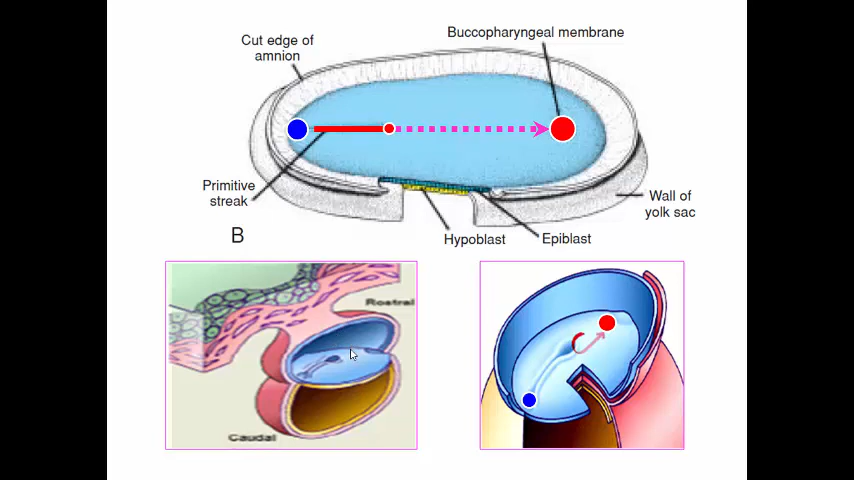 Buccopharyngeal membrane
Cut edge of
amnion
Primitive
streak
Wall of
yolk sac
Hypoblast
Epiblast
B
Rostral
Caudal